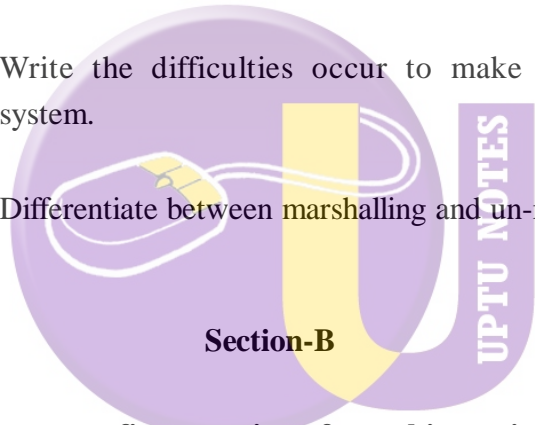 Write the difficulties occur to make
system.
Differentiate between marshalling and un-
Section-B
UPTU NOTES